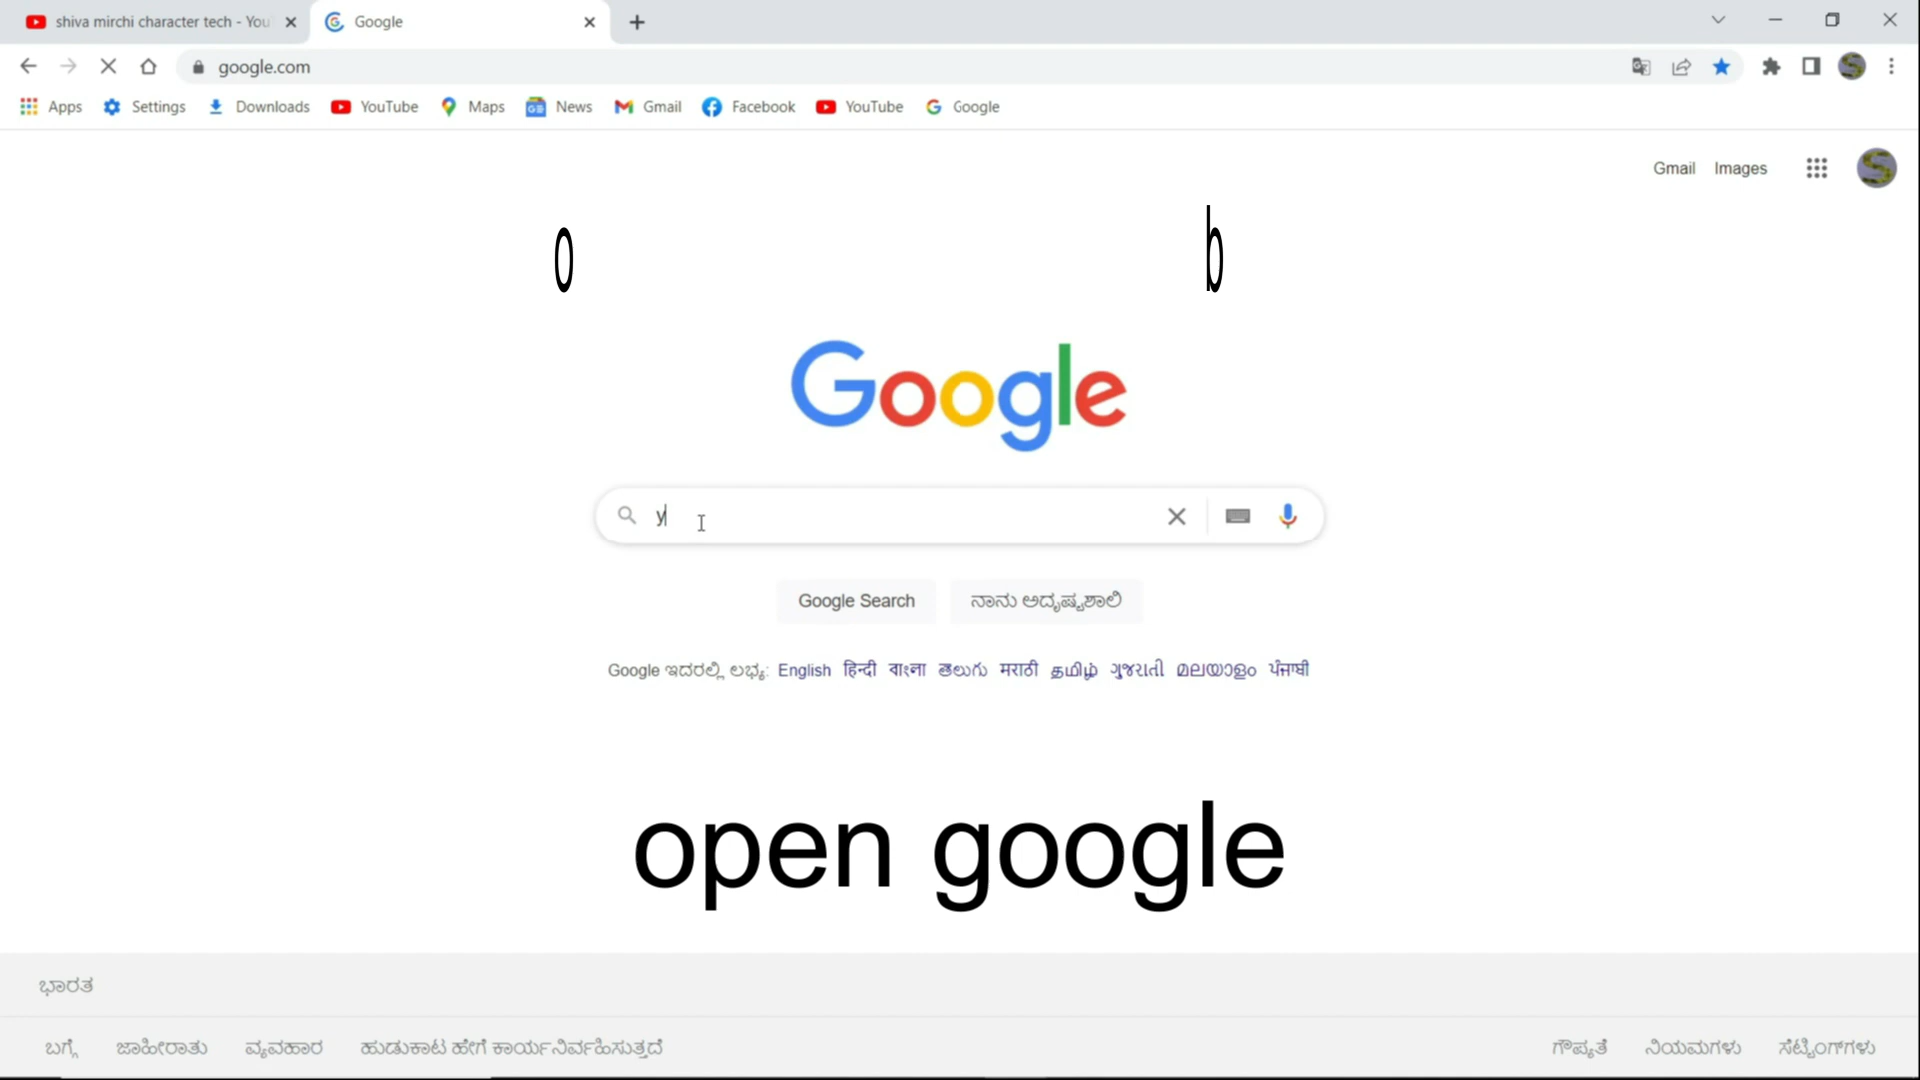 shiva mirchi character tech - You
Google
google.com
Apps Settings Downloads YouTube Maps News Gmail Facebook YouTube Google
Gmail Images
o b
Google
y
Google Search ನಾನು ಅದೃಷ್ಟಶಾಲಿ
Google ಇದರಲ್ಲಿ ಲಭ್ಯ: English हिन्दी বাংলা తెలుగు मराठी தமிழ் ગુજરાતી മലയാളം ਪੰਜਾਬੀ
open google
ಭಾರತ
ಬಗ್ಗೆ ಜಾಹೀರಾತು ವ್ಯವಹಾರ ಹುಡುಕಾಟ ಹೇಗೆ ಕಾರ್ಯನಿರ್ವಹಿಸುತ್ತದೆ ಗೌಪ್ಯತೆ ನಿಯಮಗಳು ಸೆಟ್ಟಿಂಗ್‌ಗಳು